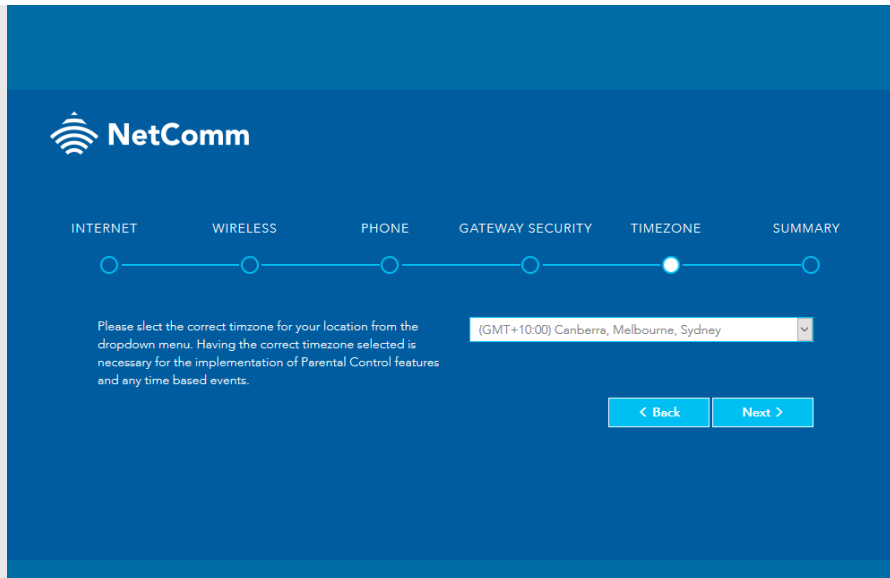 NetComm
INTERNET WIRELESS PHONE GATEWAY SECURITY TIMEZONE SUMMARY
Please slect the correct timzone for your location from the
dropdown menu. Having the correct timezone selected is
necessary for the implementation of Parental Control features
and any time based events.
(GMT+10:00) Canberra, Melbourne, Sydney
< Back Next >